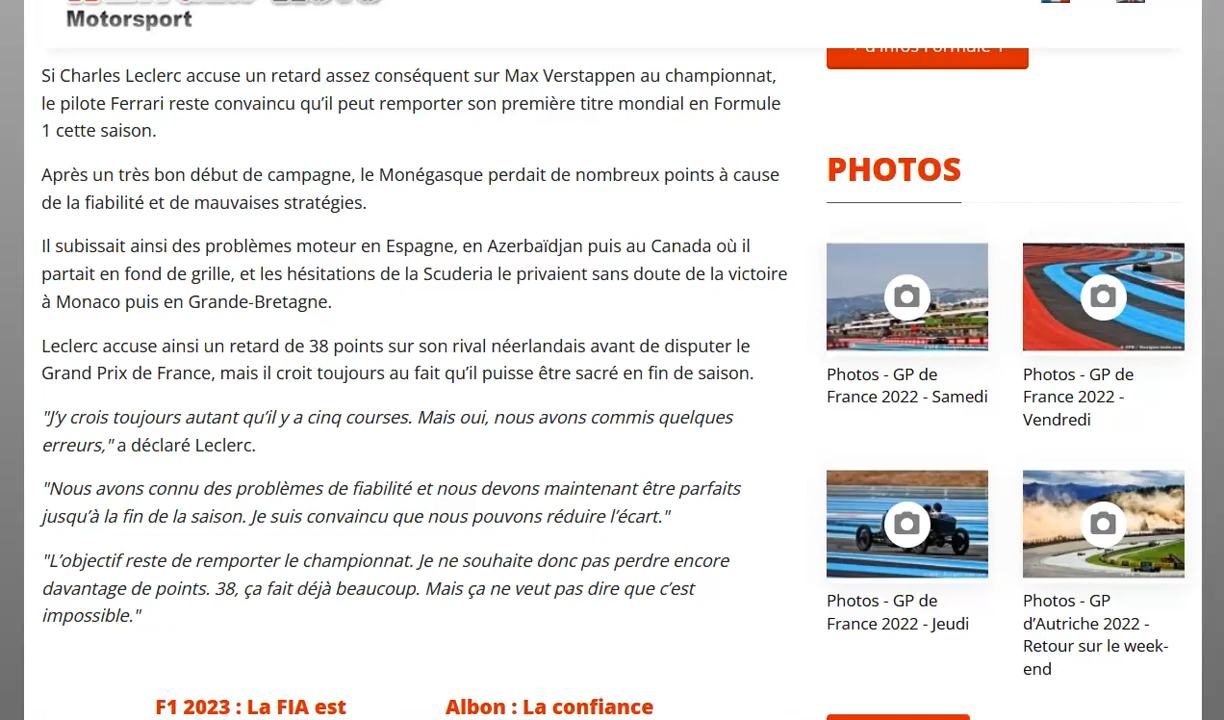 Motorsport
Si Charles Leclerc accuse un retard assez conséquent sur Max Verstappen au championnat,
le pilote Ferrari reste convaincu qu’il peut remporter son première titre mondial en Formule
1 cette saison.
Après un très bon début de campagne, le Monégasque perdait de nombreux points à cause
de la fiabilité et de mauvaises stratégies.
Il subissait ainsi des problèmes moteur en Espagne, en Azerbaïdjan puis au Canada où il
partait en fond de grille, et les hésitations de la Scuderia le privaient sans doute de la victoire
à Monaco puis en Grande-Bretagne.
Leclerc accuse ainsi un retard de 38 points sur son rival néerlandais avant de disputer le
Grand Prix de France, mais il croit toujours au fait qu’il puisse être sacré en fin de saison.
"J’y crois toujours autant qu’il y a cinq courses. Mais oui, nous avons commis quelques
erreurs," a déclaré Leclerc.
"Nous avons connu des problèmes de fiabilité et nous devons maintenant être parfaits
jusqu’à la fin de la saison. Je suis convaincu que nous pouvons réduire l’écart."
"L’objectif reste de remporter le championnat. Je ne souhaite donc pas perdre encore
davantage de points. 38, ça fait déjà beaucoup. Mais ça ne veut pas dire que c’est
impossible."
F1 2023 : La FIA est
Albon : La confiance
+ d'infos Formule 1
PHOTOS
Photos - GP de
France 2022 - Samedi
Photos - GP de
France 2022 -
Vendredi
Photos - GP de
France 2022 - Jeudi
Photos - GP
d’Autriche 2022 -
Retour sur le week-
end